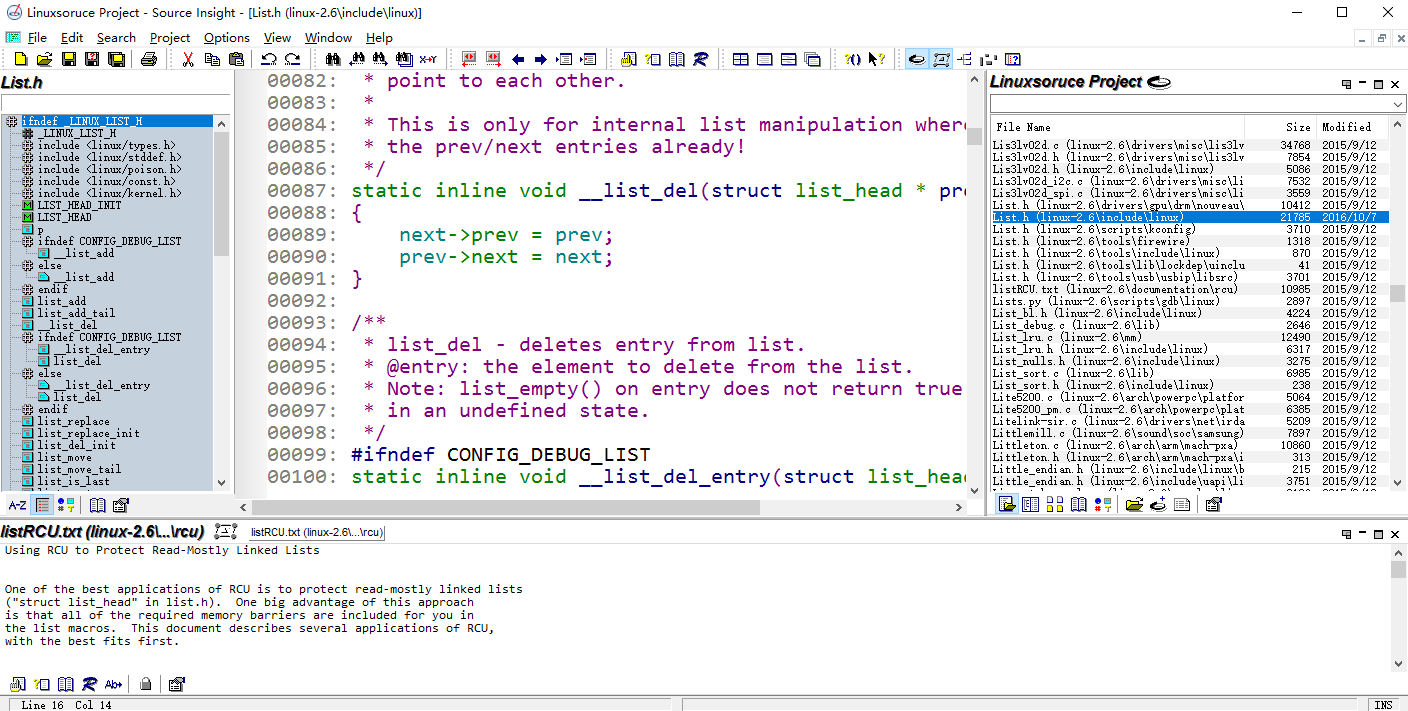 Linuxsoruce Project - Source Insight - [List.h (linux-2.6\include\linux)]
File Edit Search Project Options View Window Help
List.h
ifndef _LINUX_LIST_H
_LINUX_LIST_H
include <linux/types.h>
include <linux/stddef.h>
include <linux/poison.h>
include <linux/const.h>
include <linux/kernel.h>
LIST_HEAD_INIT
LIST_HEAD
p
ifndef CONFIG_DEBUG_LIST
__list_add
else
__list_add
endif
list_add
list_add_tail
__list_del
ifndef CONFIG_DEBUG_LIST
__list_del_entry
list_del
else
__list_del_entry
list_del
endif
list_replace
list_replace_init
list_del_init
list_move
list_move_tail
list_is_last
A-Z
00082: * point to each other.
00083: *
00084: * This is only for internal list manipulation where
00085: * the prev/next entries already!
00086: */
00087: static inline void __list_del(struct list_head * pre
00088: {
00089: next->prev = prev;
00090: prev->next = next;
00091: }
00092:
00093: /**
00094: * list_del - deletes entry from list.
00095: * @entry: the element to delete from the list.
00096: * Note: list_empty() on entry does not return true
00097: * in an undefined state.
00098: */
00099: #ifndef CONFIG_DEBUG_LIST
00100: static inline void __list_del_entry(struct list_head
Linuxsoruce Project
File Name Size Modified
Lis3lv02d.c (linux-2.6\drivers\misc\lis3lv 34768 2015/9/12
Lis3lv02d.h (linux-2.6\drivers\misc\lis3lv 7854 2015/9/12
Lis3lv02d.h (linux-2.6\include\linux) 5086 2015/9/12
Lis3lv02d_i2c.c (linux-2.6\drivers\misc\li 7532 2015/9/12
Lis3lv02d_spi.c (linux-2.6\drivers\misc\li 3559 2015/9/12
List.h (linux-2.6\drivers\gpu\drm\nouveau\ 10412 2015/9/12
List.h (linux-2.6\include\linux) 21785 2016/10/7
List.h (linux-2.6\scripts\kconfig) 3710 2015/9/12
List.h (linux-2.6\tools\firewire) 1318 2015/9/12
List.h (linux-2.6\tools\include\linux) 870 2015/9/12
List.h (linux-2.6\tools\lib\lockdep\uinclu 41 2015/9/12
List.h (linux-2.6\tools\usb\usbip\libsrc) 3701 2015/9/12
listRCU.txt (linux-2.6\documentation\rcu) 10985 2015/9/12
Lists.py (linux-2.6\scripts\gdb\linux) 2897 2015/9/12
List_bl.h (linux-2.6\include\linux) 4224 2015/9/12
List_debug.c (linux-2.6\lib) 2646 2015/9/12
List_lru.c (linux-2.6\mm) 12490 2015/9/12
List_lru.h (linux-2.6\include\linux) 6317 2015/9/12
List_nulls.h (linux-2.6\include\linux) 3275 2015/9/12
List_sort.c (linux-2.6\lib) 6985 2015/9/12
List_sort.h (linux-2.6\include\linux) 238 2015/9/12
Lite5200.c (linux-2.6\arch\powerpc\platfor 5064 2015/9/12
Lite5200_pm.c (linux-2.6\arch\powerpc\plat 6385 2015/9/12
Litelink-sir.c (linux-2.6\drivers\net\irda 5209 2015/9/12
Littlemill.c (linux-2.6\sound\soc\samsung) 7897 2015/9/12
Littleton.c (linux-2.6\arch\arm\mach-pxa) 10860 2015/9/12
Littleton.h (linux-2.6\arch\arm\mach-pxa\i 313 2015/9/12
Little_endian.h (linux-2.6\include\linux\b 215 2015/9/12
Little_endian.h (linux-2.6\include\uapi\li 3751 2015/9/12
listRCU.txt (linux-2.6\...\rcu) listRCU.txt (linux-2.6\...\rcu)
Using RCU to Protect Read-Mostly Linked Lists
One of the best applications of RCU is to protect read-mostly linked lists
("struct list_head" in list.h). One big advantage of this approach
is that all of the required memory barriers are included for you in
the list macros. This document describes several applications of RCU,
with the best fits first.
Ab+
Line 16 Col 14 INS